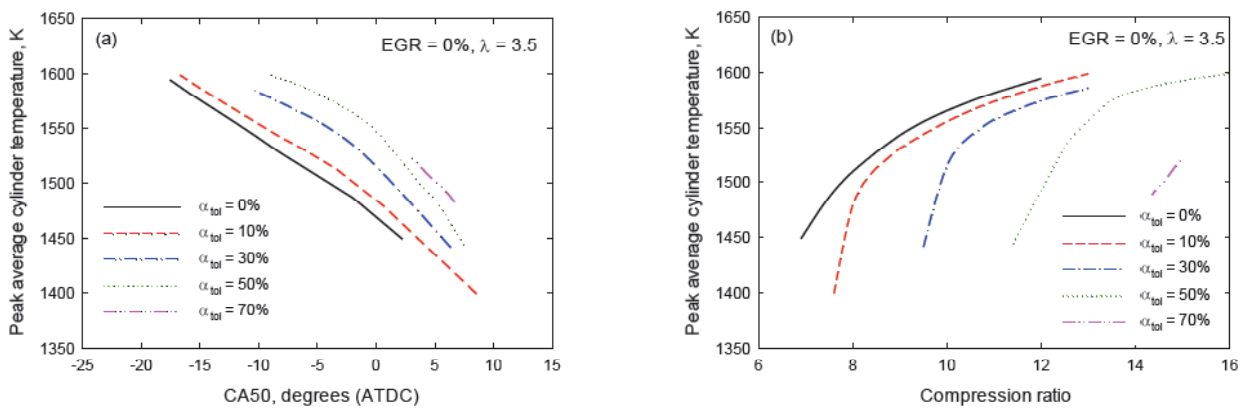 (a)
EGR = 0%, λ = 3.5
Peak average cylinder temperature, K
1650
1600
1550
1500
1450
1400
1350
α_tol = 0%
α_tol = 10%
α_tol = 30%
α_tol = 50%
α_tol = 70%
-25 -20 -15 -10 -5 0 5 10 15
CA50, degrees (ATDC)
(b)
EGR = 0%, λ = 3.5
Peak average cylinder temperature, K
1650
1600
1550
1500
1450
1400
1350
α_tol = 0%
α_tol = 10%
α_tol = 30%
α_tol = 50%
α_tol = 70%
6 8 10 12 14 16
Compression ratio